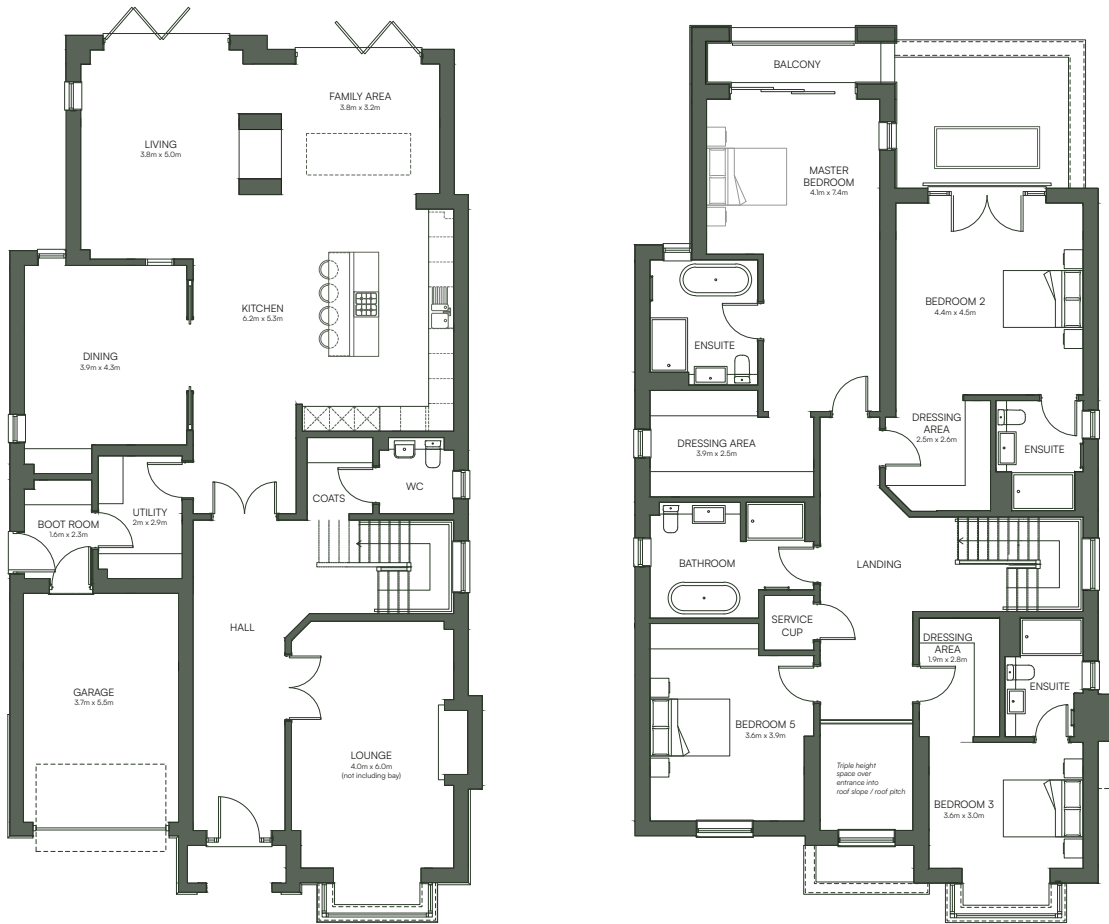 FAMILY AREA
3.8m x 3.2m
LIVING
3.8m x 5.0m
KITCHEN
6.2m x 5.3m
DINING
3.9m x 4.3m
COATS
WC
UTILITY
2m x 2.9m
BOOT ROOM
1.6m x 2.3m
HALL
GARAGE
3.7m x 5.5m
LOUNGE
4.0m x 6.0m
(not including bay)
BALCONY
MASTER
BEDROOM
4.1m x 7.4m
BEDROOM 2
4.4m x 4.5m
ENSUITE
DRESSING AREA
3.9m x 2.5m
DRESSING
AREA
2.5m x 2.6m
ENSUITE
BATHROOM
LANDING
SERVICE
CUP
DRESSING
AREA
1.9m x 2.8m
ENSUITE
BEDROOM 5
3.6m x 3.9m
Triple height
space over
entrance into
roof slope / roof pitch
BEDROOM 3
3.6m x 3.0m